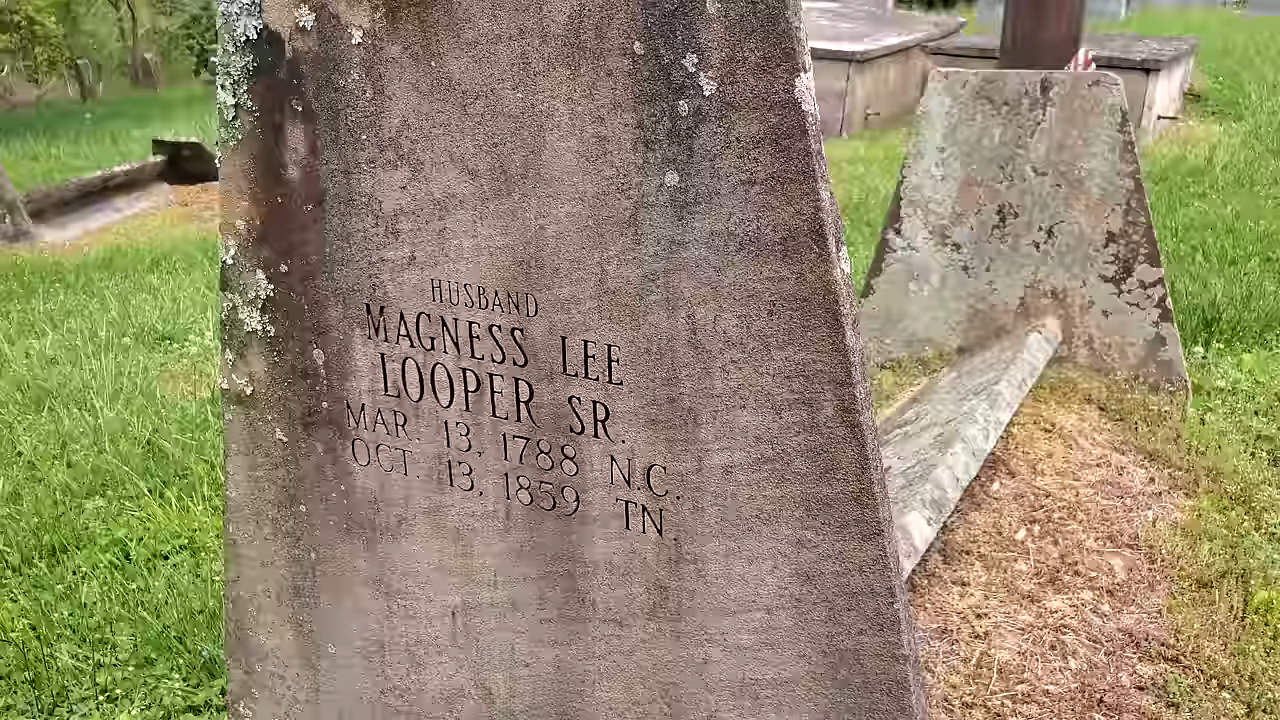 HUSBAND
MAGNESS LEE
LOOPER SR.
MAR. 13, 1788 N.C.
OCT. 13, 1859 TN.